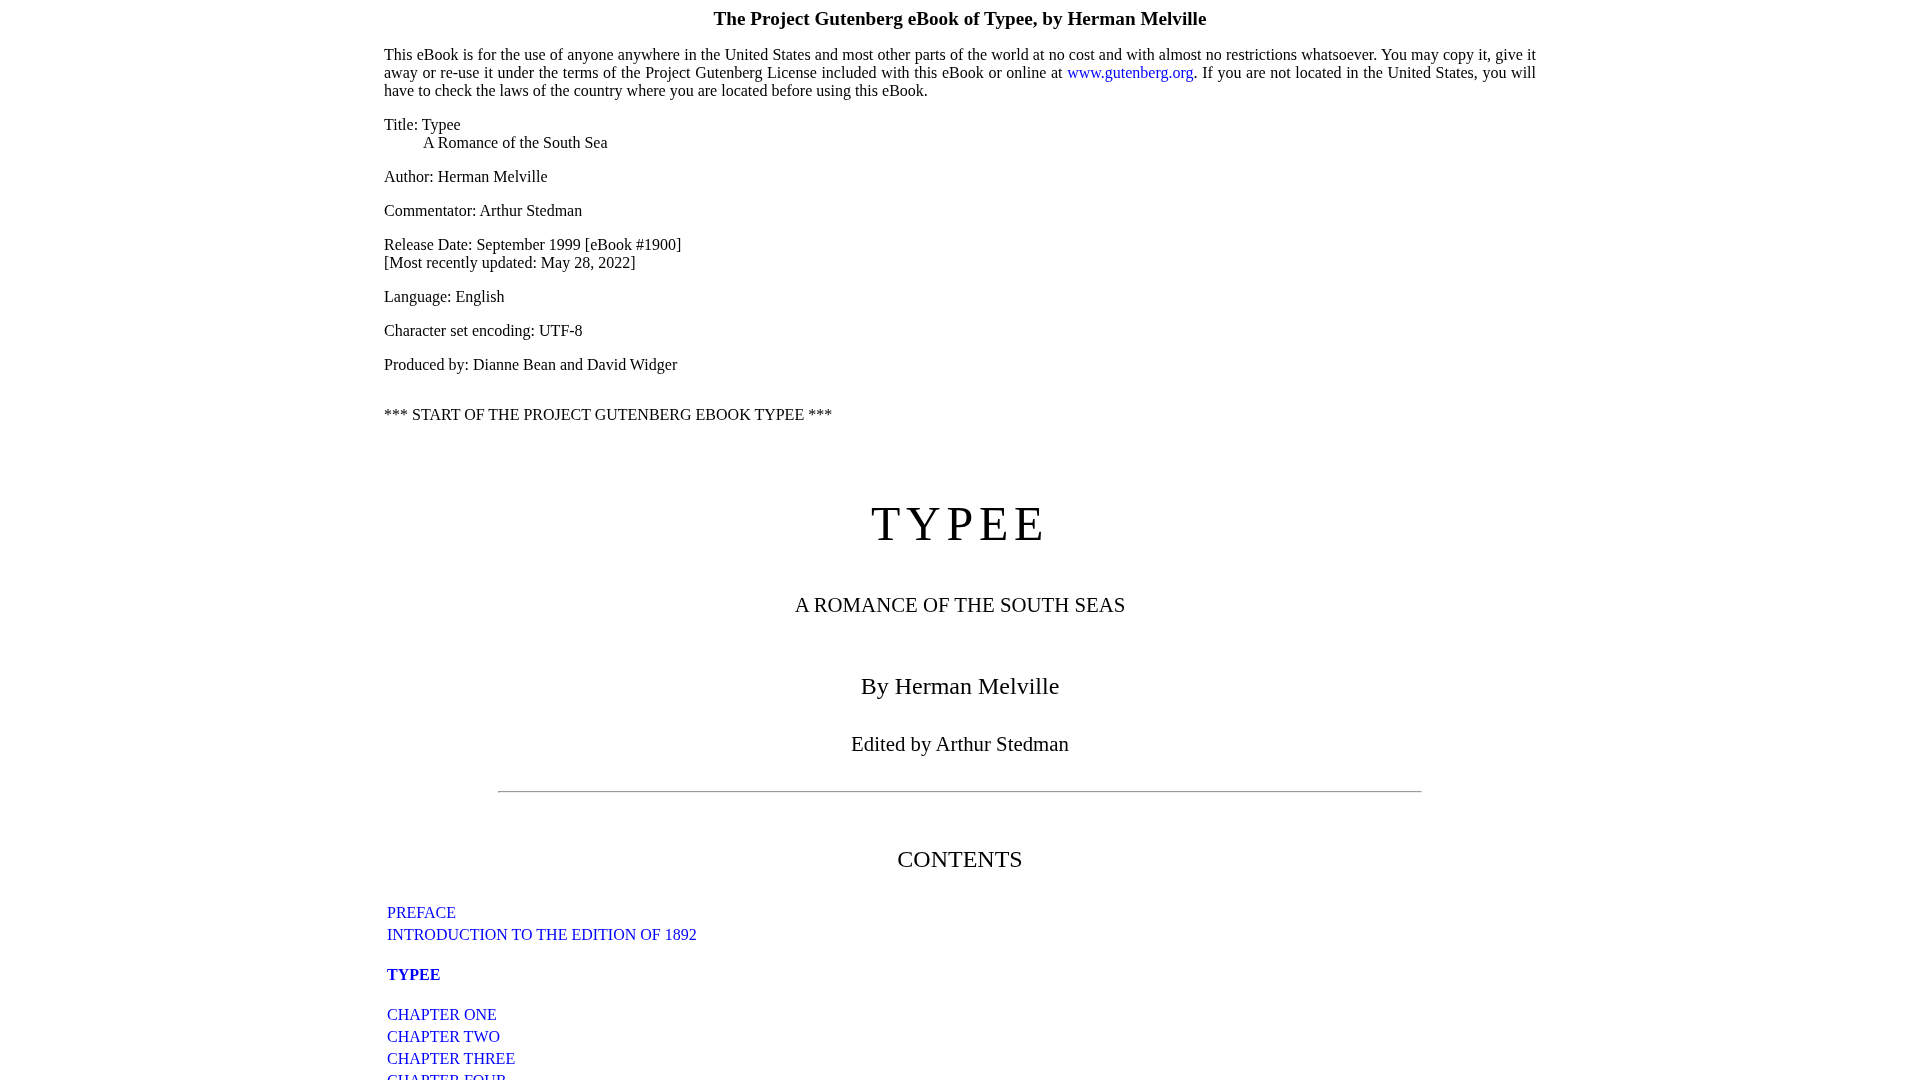 The Project Gutenberg eBook of Typee, by Herman Melville
This eBook is for the use of anyone anywhere in the United States and most other parts of the world at no cost and with almost no restrictions whatsoever. You may copy it, give it
away or re-use it under the terms of the Project Gutenberg License included with this eBook or online at www.gutenberg.org. If you are not located in the United States, you will
have to check the laws of the country where you are located before using this eBook.
Title: Typee
A Romance of the South Sea
Author: Herman Melville
Commentator: Arthur Stedman
Release Date: September 1999 [eBook #1900]
[Most recently updated: May 28, 2022]
Language: English
Character set encoding: UTF-8
Produced by: Dianne Bean and David Widger
*** START OF THE PROJECT GUTENBERG EBOOK TYPEE ***
TYPEE
A ROMANCE OF THE SOUTH SEAS
By Herman Melville
Edited by Arthur Stedman
CONTENTS
PREFACE
INTRODUCTION TO THE EDITION OF 1892
TYPEE
CHAPTER ONE
CHAPTER TWO
CHAPTER THREE
CHAPTER FOUR